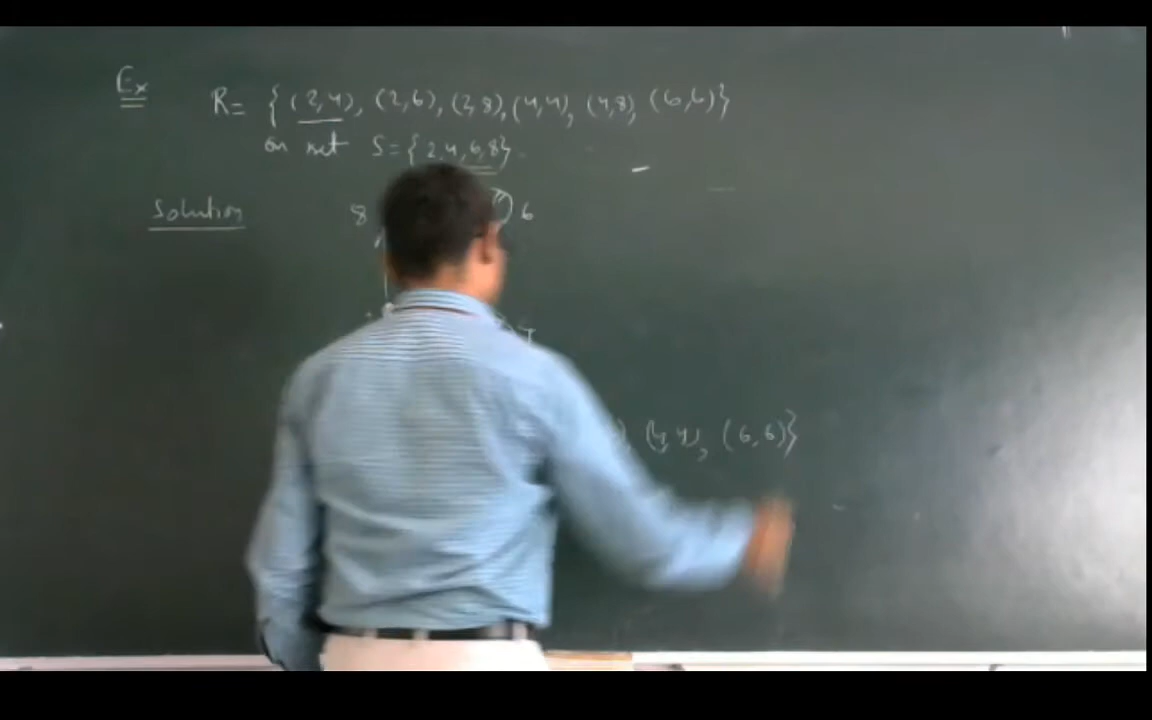 Ex
R= { (2,4), (2,6), (2,8), (4,4), (4,8), (6,6)}
on set S={2,4,6,8}.
Solution
8 6
(4,4), (6,6)}